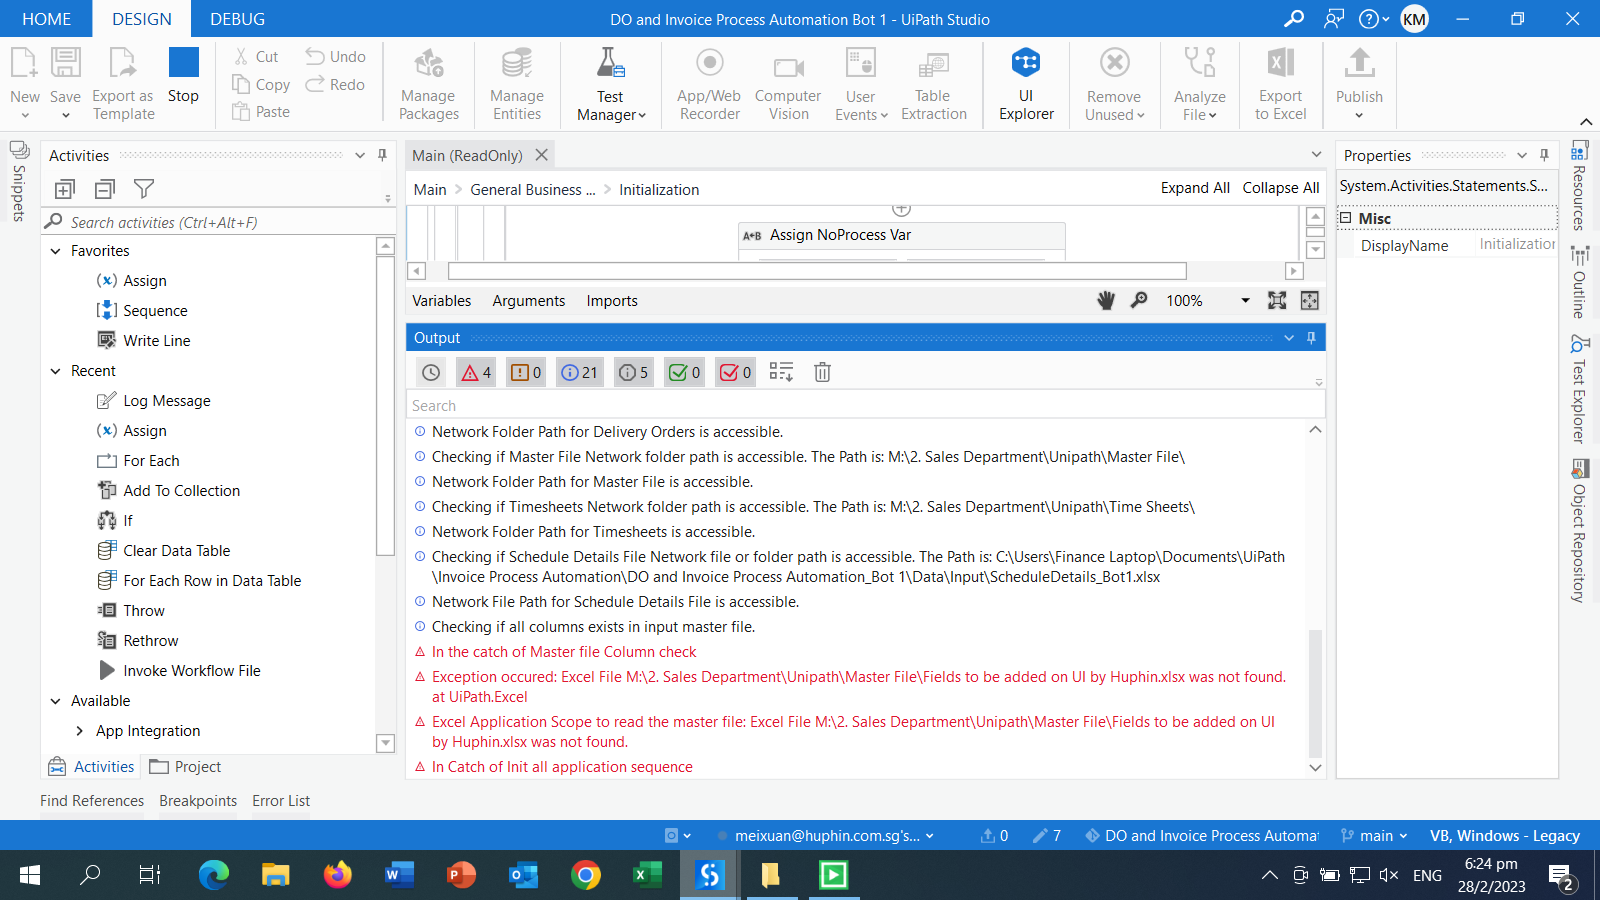 HOME DESIGN DEBUG DO and Invoice Process Automation Bot 1 - UiPath Studio KM
New Save Export as Template Stop Cut Copy Paste Undo Redo
Manage Packages Manage Entities Test Manager App/Web Recorder Computer Vision User Events Table Extraction UI Explorer Remove Unused Analyze File Export to Excel Publish
Snippets
Activities
Search activities (Ctrl+Alt+F)
Favorites
Assign
Sequence
Write Line
Recent
Log Message
Assign
For Each
Add To Collection
If
Clear Data Table
For Each Row in Data Table
Throw
Rethrow
Invoke Workflow File
Available
App Integration
Activities Project
Find References Breakpoints Error List
Main (ReadOnly)
Main > General Business ... > Initialization Expand All Collapse All
A←B Assign NoProcess Var
Variables Arguments Imports 100%
Output
4 0 21 5 0 0
Search
Network Folder Path for Delivery Orders is accessible.
Checking if Master File Network folder path is accessible. The Path is: M:\2. Sales Department\Unipath\Master File\
Network Folder Path for Master File is accessible.
Checking if Timesheets Network folder path is accessible. The Path is: M:\2. Sales Department\Unipath\Time Sheets\
Network Folder Path for Timesheets is accessible.
Checking if Schedule Details File Network file or folder path is accessible. The Path is: C:\Users\Finance Laptop\Documents\UiPath
\Invoice Process Automation\DO and Invoice Process Automation_Bot 1\Data\Input\ScheduleDetails_Bot1.xlsx
Network File Path for Schedule Details File is accessible.
Checking if all columns exists in input master file.
In the catch of Master file Column check
Exception occured: Excel File M:\2. Sales Department\Unipath\Master File\Fields to be added on UI by Huphin.xlsx was not found.
at UiPath.Excel
Excel Application Scope to read the master file: Excel File M:\2. Sales Department\Unipath\Master File\Fields to be added on UI
by Huphin.xlsx was not found.
In Catch of Init all application sequence
Properties
System.Activities.Statements.S...
Misc
DisplayName Initialization
Resources
Outline
Test Explorer
Object Repository
meixuan@huphin.com.sg's... 0 7 DO and Invoice Process Automat main VB, Windows - Legacy
ENG 6:24 pm
28/2/2023
2